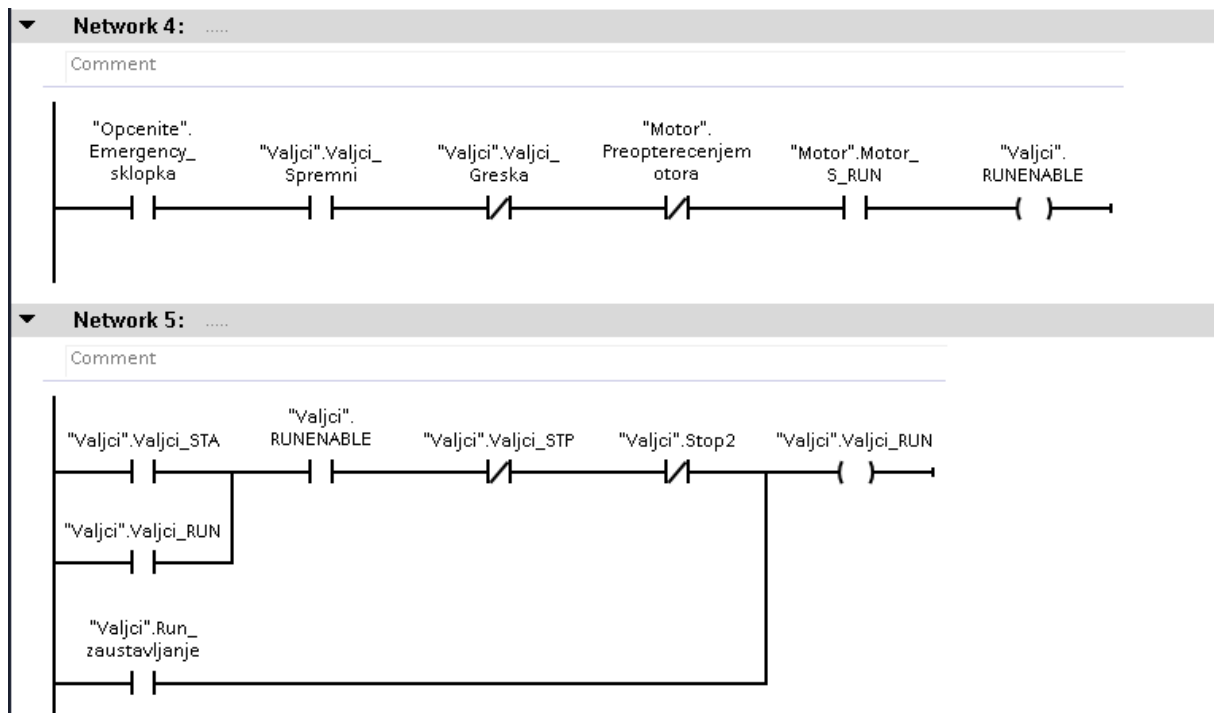 Network 4: .....
Comment
"Opcenite".
Emergency_
sklopka
"Valjci".Valjci_
Spremni
"Valjci".Valjci_
Greska
"Motor".
Preopterecenjem
otora
"Motor".Motor_
S_RUN
"Valjci".
RUNENABLE
Network 5: .....
Comment
"Valjci".Valjci_STA
"Valjci".
RUNENABLE
"Valjci".Valjci_STP
"Valjci".Stop2
"Valjci".Valjci_RUN
"Valjci".Valjci_RUN
"Valjci".Run_
zaustavljanje